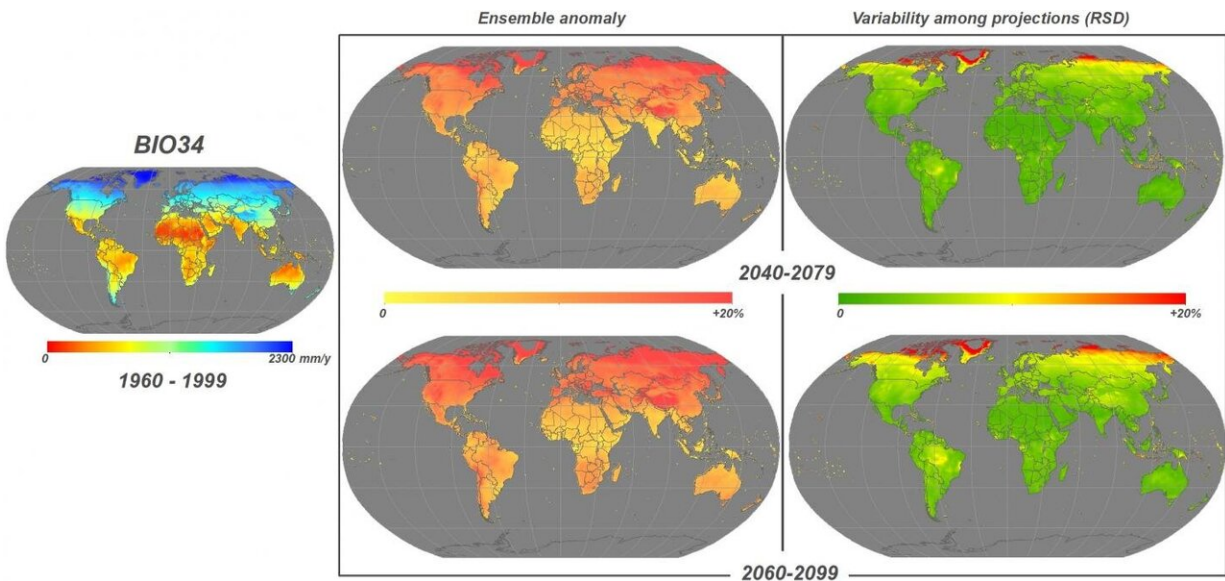 Ensemble anomaly
Variability among projections (RSD)
BIO34
0
2300 mm/y
1960 - 1999
2040-2079
0
+20%
0
+20%
2060-2099